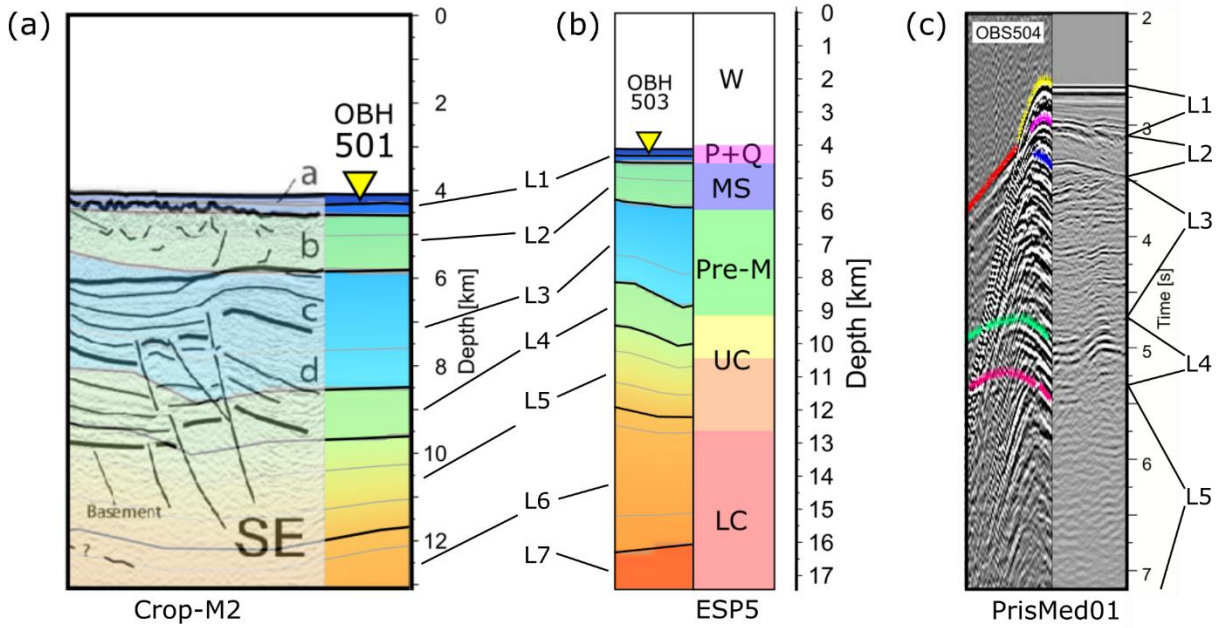 (a)
OBH
501
a
b
c
d
Basement
?
SE
0
2
4
6
8
10
12
Depth [km]
Crop-M2
L1
L2
L3
L4
L5
L6
L7
(b)
OBH
503
W
P+Q
MS
Pre-M
UC
LC
0
1
2
3
4
5
6
7
8
9
10
11
12
13
14
15
16
17
Depth [km]
ESP5
(c)
OBS504
2
3
4
5
6
7
Time [s]
L1
L2
L3
L4
L5
PrisMed01